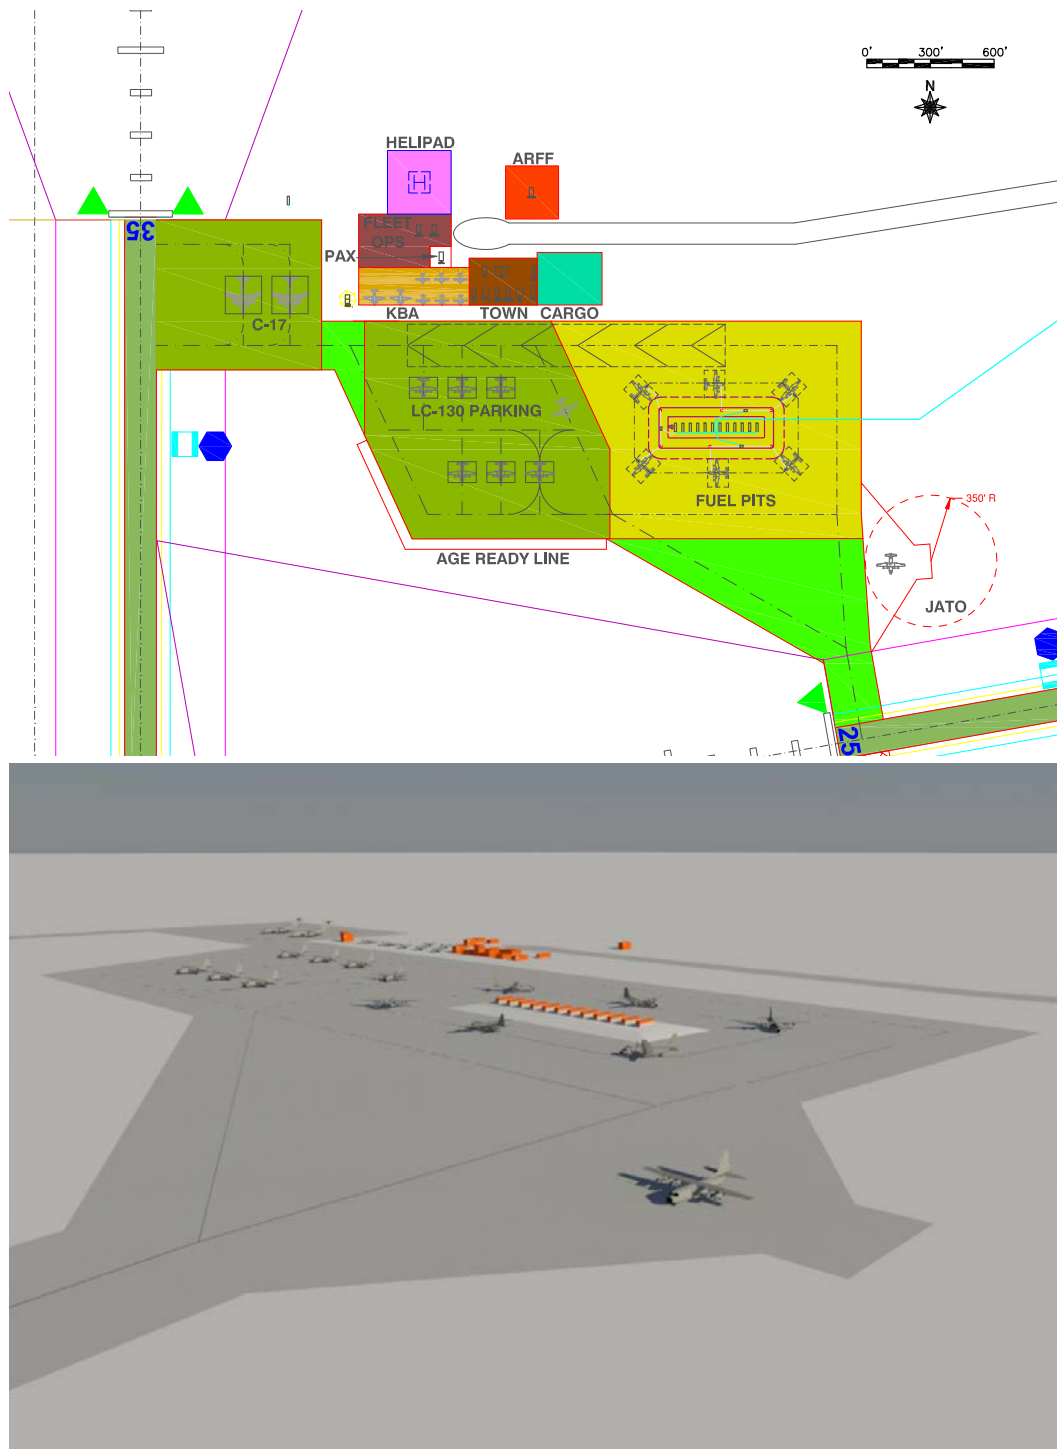 0' 300' 600'
N
HELIPAD
ARFF
H
35
FLEET
OPS
PAX
KBA TOWN CARGO
C-17
LC-130 PARKING
FUEL PITS
350' R
AGE READY LINE
JATO
25